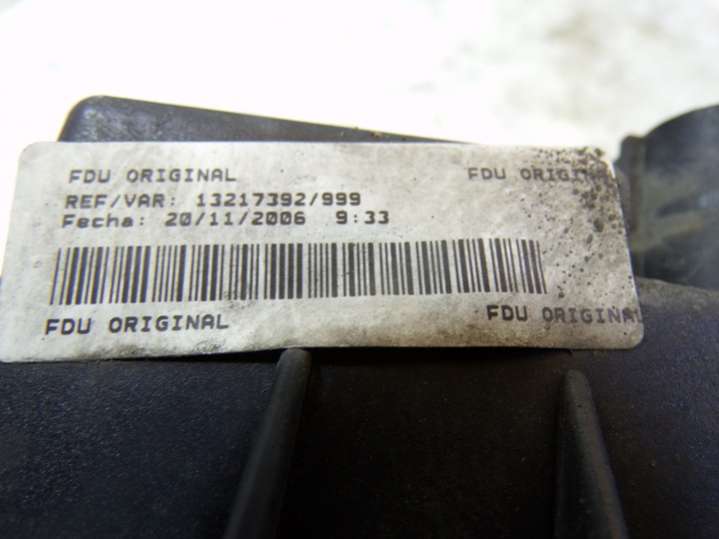 FDU ORIGINAL FDU ORIGINAL
REF/VAR: 13217392/999
Fecha: 20/11/2006 9:33
FDU ORIGINAL FDU ORIGINAL